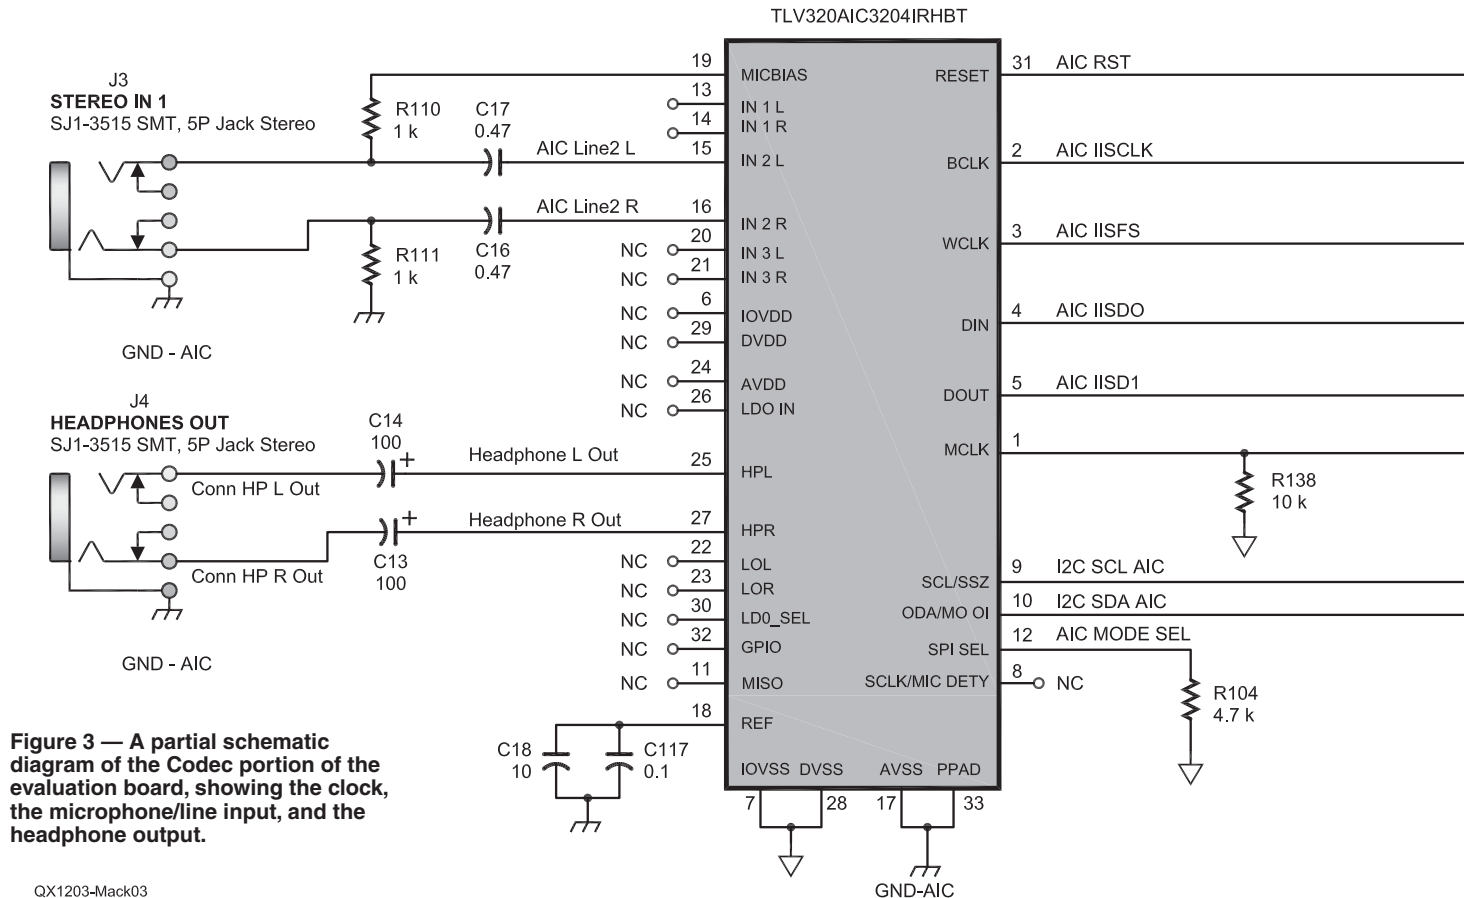 TLV320AIC3204IRHBT
J3
STEREO IN 1
SJ1-3515 SMT, 5P Jack Stereo
R110
1 k
C17
0.47
AIC Line2 L
AIC Line2 R
C16
0.47
R111
1 k
GND - AIC
J4
HEADPHONES OUT
SJ1-3515 SMT, 5P Jack Stereo
C14
100
+
Headphone L Out
Conn HP L Out
+
Headphone R Out
C13
100
Conn HP R Out
GND - AIC
19 MICBIAS
13 IN 1 L
14 IN 1 R
15 IN 2 L
16 IN 2 R
NC 20 IN 3 L
NC 21 IN 3 R
NC 6 IOVDD
NC 29 DVDD
NC 24 AVDD
NC 26 LDO IN
25 HPL
27 HPR
NC 22 LOL
NC 23 LOR
NC 30 LD0_SEL
NC 32 GPIO
NC 11 MISO
18 REF
C18
10
C117
0.1
IOVSS DVSS AVSS PPAD
7 28 17 33
GND-AIC
RESET 31 AIC RST
BCLK 2 AIC IISCLK
WCLK 3 AIC IISFS
DIN 4 AIC IISDO
DOUT 5 AIC IISD1
MCLK 1
R138
10 k
SCL/SSZ 9 I2C SCL AIC
ODA/MO OI 10 I2C SDA AIC
SPI SEL 12 AIC MODE SEL
SCLK/MIC DETY 8 NC
R104
4.7 k
Figure 3 — A partial schematic
diagram of the Codec portion of the
evaluation board, showing the clock,
the microphone/line input, and the
headphone output.
QX1203-Mack03